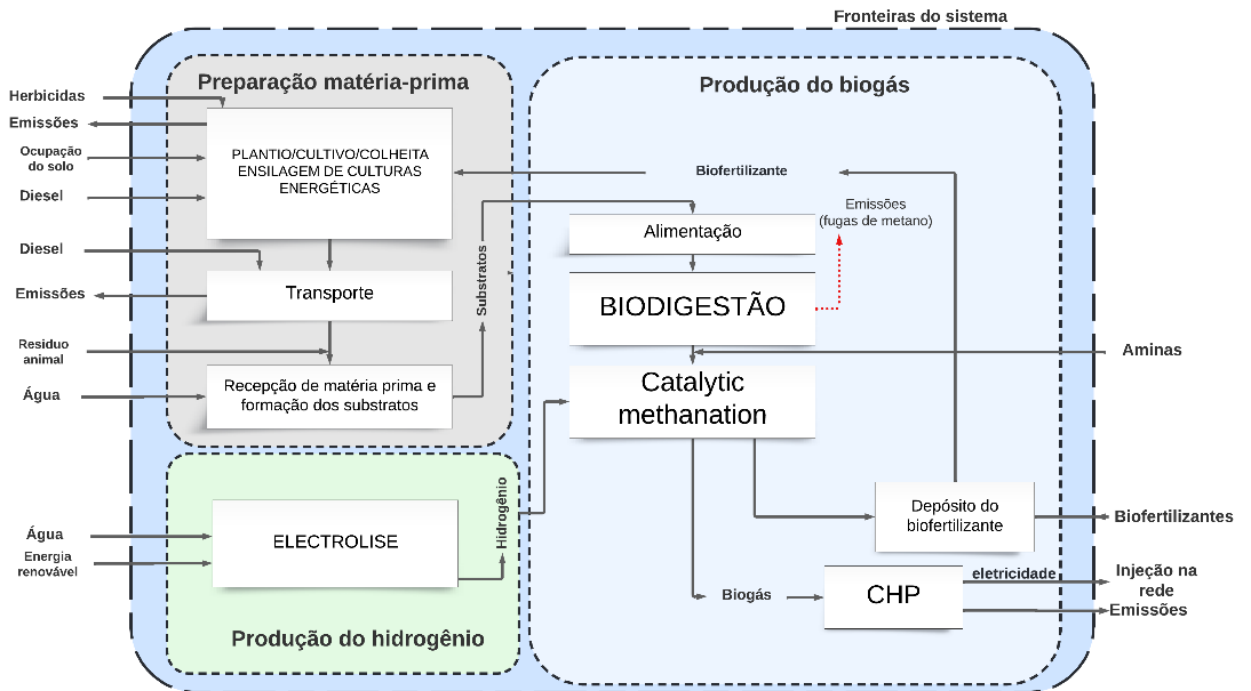 Fronteiras do sistema
Preparação matéria-prima
Herbicidas
Emissões
Ocupação
do solo
Diesel
PLANTIO/CULTIVO/COLHEITA
ENSILAGEM DE CULTURAS
ENERGÉTICAS
Diesel
Emissões
Transporte
Residuo
animal
Água
Recepção de matéria prima e
formação dos substratos
Substratos
Produção do biogás
Biofertilizante
Emissões
(fugas de metano)
Alimentação
BIODIGESTÃO
Aminas
Catalytic
methanation
Depósito do
biofertilizante
Biofertilizantes
Biogás
CHP
eletricidade
Injeção na
rede
Emissões
Água
Energia
renovável
ELECTROLISE
Hidrogênio
Produção do hidrogênio